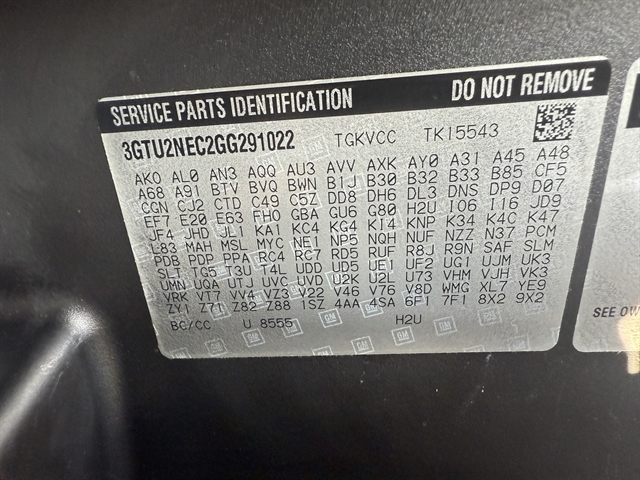 SERVICE PARTS IDENTIFICATION DO NOT REMOVE
3GTU2NEC2GG291022 TGKVCC TK15543
AKO AL0 AN3 AQQ AU3 AVV AXK AY0 A31 A45 A48
A68 A91 BTV BVQ BWN B1J B30 B32 B33 B85 CF5
CGN CJ2 CTD C49 C5Z DD8 DH6 DL3 DNS DP9 D07
EF7 E20 E63 FHO GBA GU6 G80 H2U I06 I16 JD9
JF4 JHD JL1 KA1 KC4 KG4 KI4 KNP K34 K4C K47
L83 MAH MSL MYC NE1 NP5 NQH NUF NZZ N37 PCM
PDB PDP PPA RC4 RC7 RD5 RUF R8J R9N SAF SLM
SLT TG5 T3U T4L UDD UD5 UE1 UF2 UG1 UJM UK3
UMN UQA UTJ UVC UVD U2K U2L U73 VHM VJH VK3
VRK VT7 VV4 VZ3 V22 V46 V76 V8D WMG XL7 YE9
ZY1 Z7T Z82 Z88 1SZ 4AA 4SA 6F1 7F1 8X2 9X2
BC/CC U 8555 H2U
GM GM GM GM
SEE OW